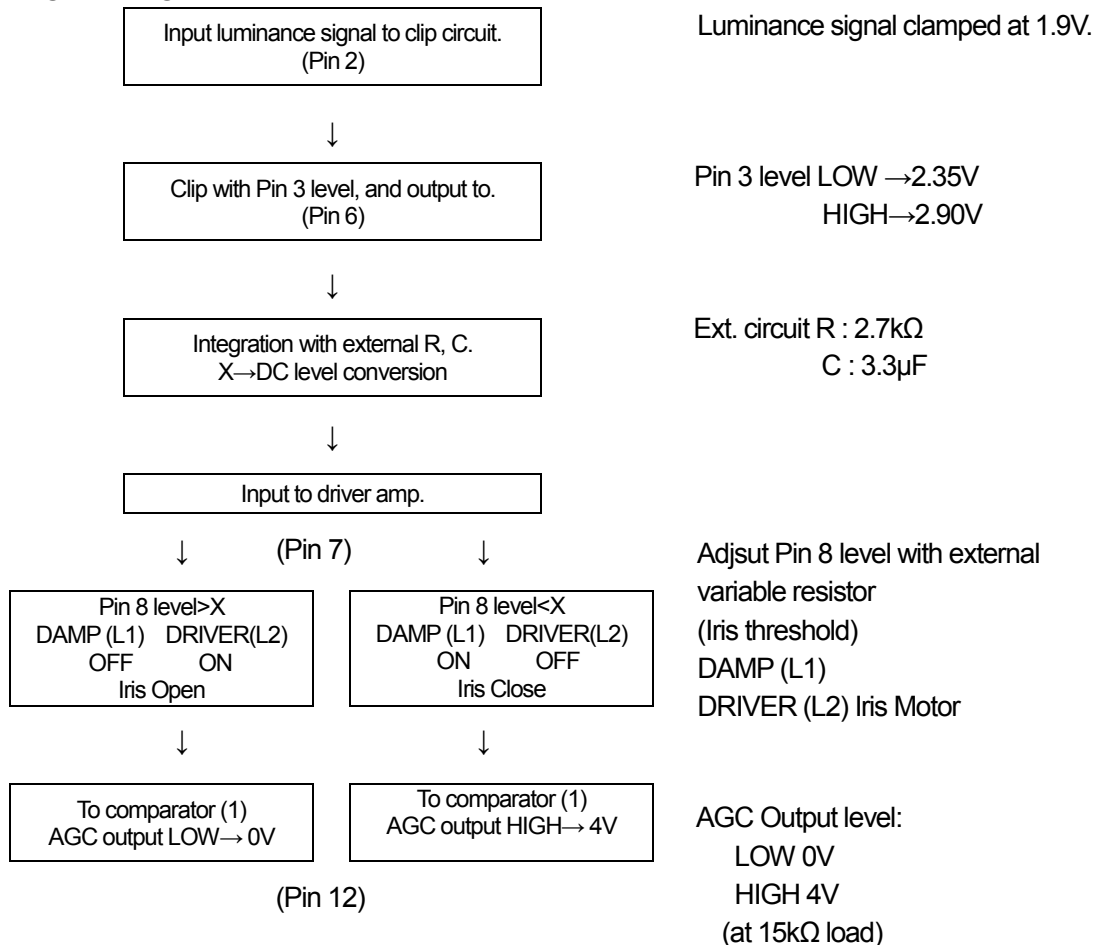 Input luminance signal to clip circuit.
(Pin 2)
Luminance signal clamped at 1.9V.
↓
Clip with Pin 3 level, and output to.
(Pin 6)
Pin 3 level LOW →2.35V
HIGH→2.90V
↓
Integration with external R, C.
X→DC level conversion
Ext. circuit R : 2.7kΩ
C : 3.3µF
↓
Input to driver amp.
↓ (Pin 7) ↓
Pin 8 level>X
DAMP (L1) DRIVER(L2)
OFF ON
Iris Open
Pin 8 level<X
DAMP (L1) DRIVER(L2)
ON OFF
Iris Close
Adjsut Pin 8 level with external
variable resistor
(Iris threshold)
DAMP (L1)
DRIVER (L2) Iris Motor
↓ ↓
To comparator (1)
AGC output LOW→ 0V
To comparator (1)
AGC output HIGH→ 4V
(Pin 12)
AGC Output level:
LOW 0V
HIGH 4V
(at 15kΩ load)